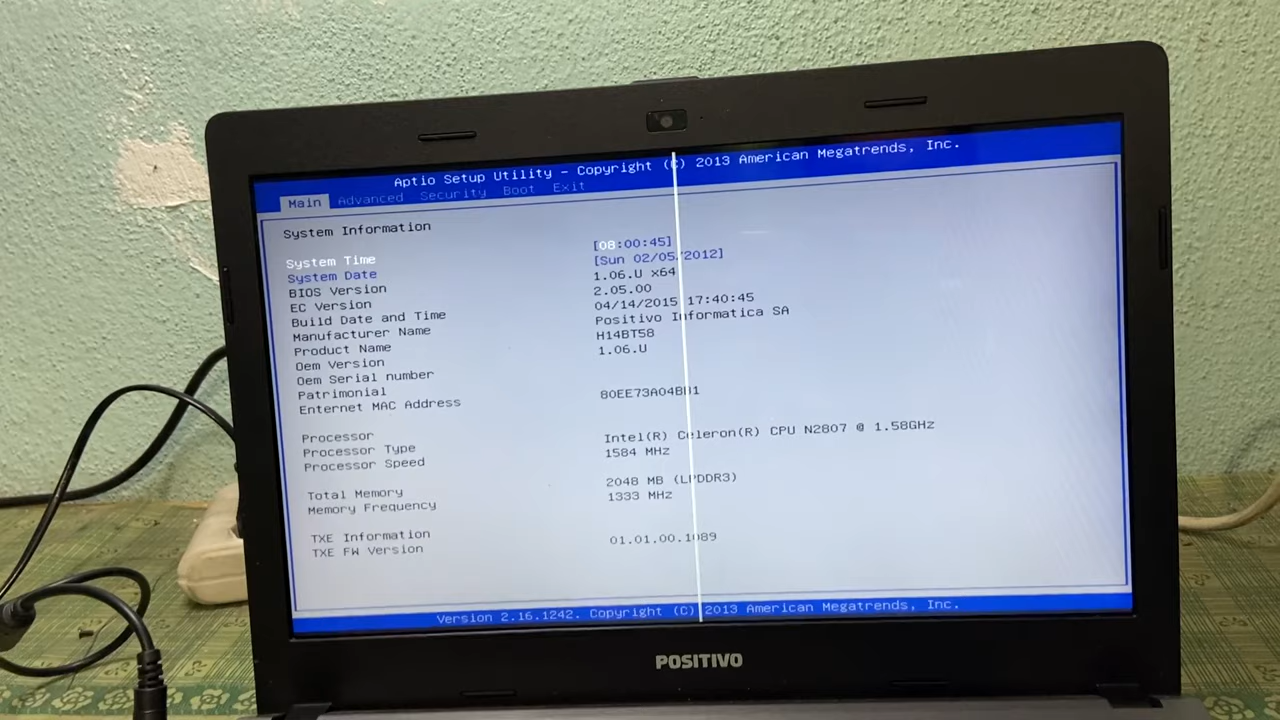 Aptio Setup Utility – Copyright (C) 2013 American Megatrends, Inc.
Main Advanced Security Boot Exit
System Information
System Time [08:00:45]
System Date [Sun 02/05/2012]
BIOS Version 1.06.U x64
EC Version 2.05.00
Build Date and Time 04/14/2015 17:40:45
Manufacturer Name Positivo Informatica SA
Product Name H14BT58
Oem Version 1.06.U
Oem Serial number
Patrimonial
Enternet MAC Address 80EE73A04BB1
Processor
Processor Type Intel(R) Celeron(R) CPU N2807 @ 1.58GHz
Processor Speed 1584 MHz
Total Memory 2048 MB (LPDDR3)
Memory Frequency 1333 MHz
TXE Information
TXE FW Version 01.01.00.1089
Version 2.16.1242. Copyright (C) 2013 American Megatrends, Inc.
POSITIVO